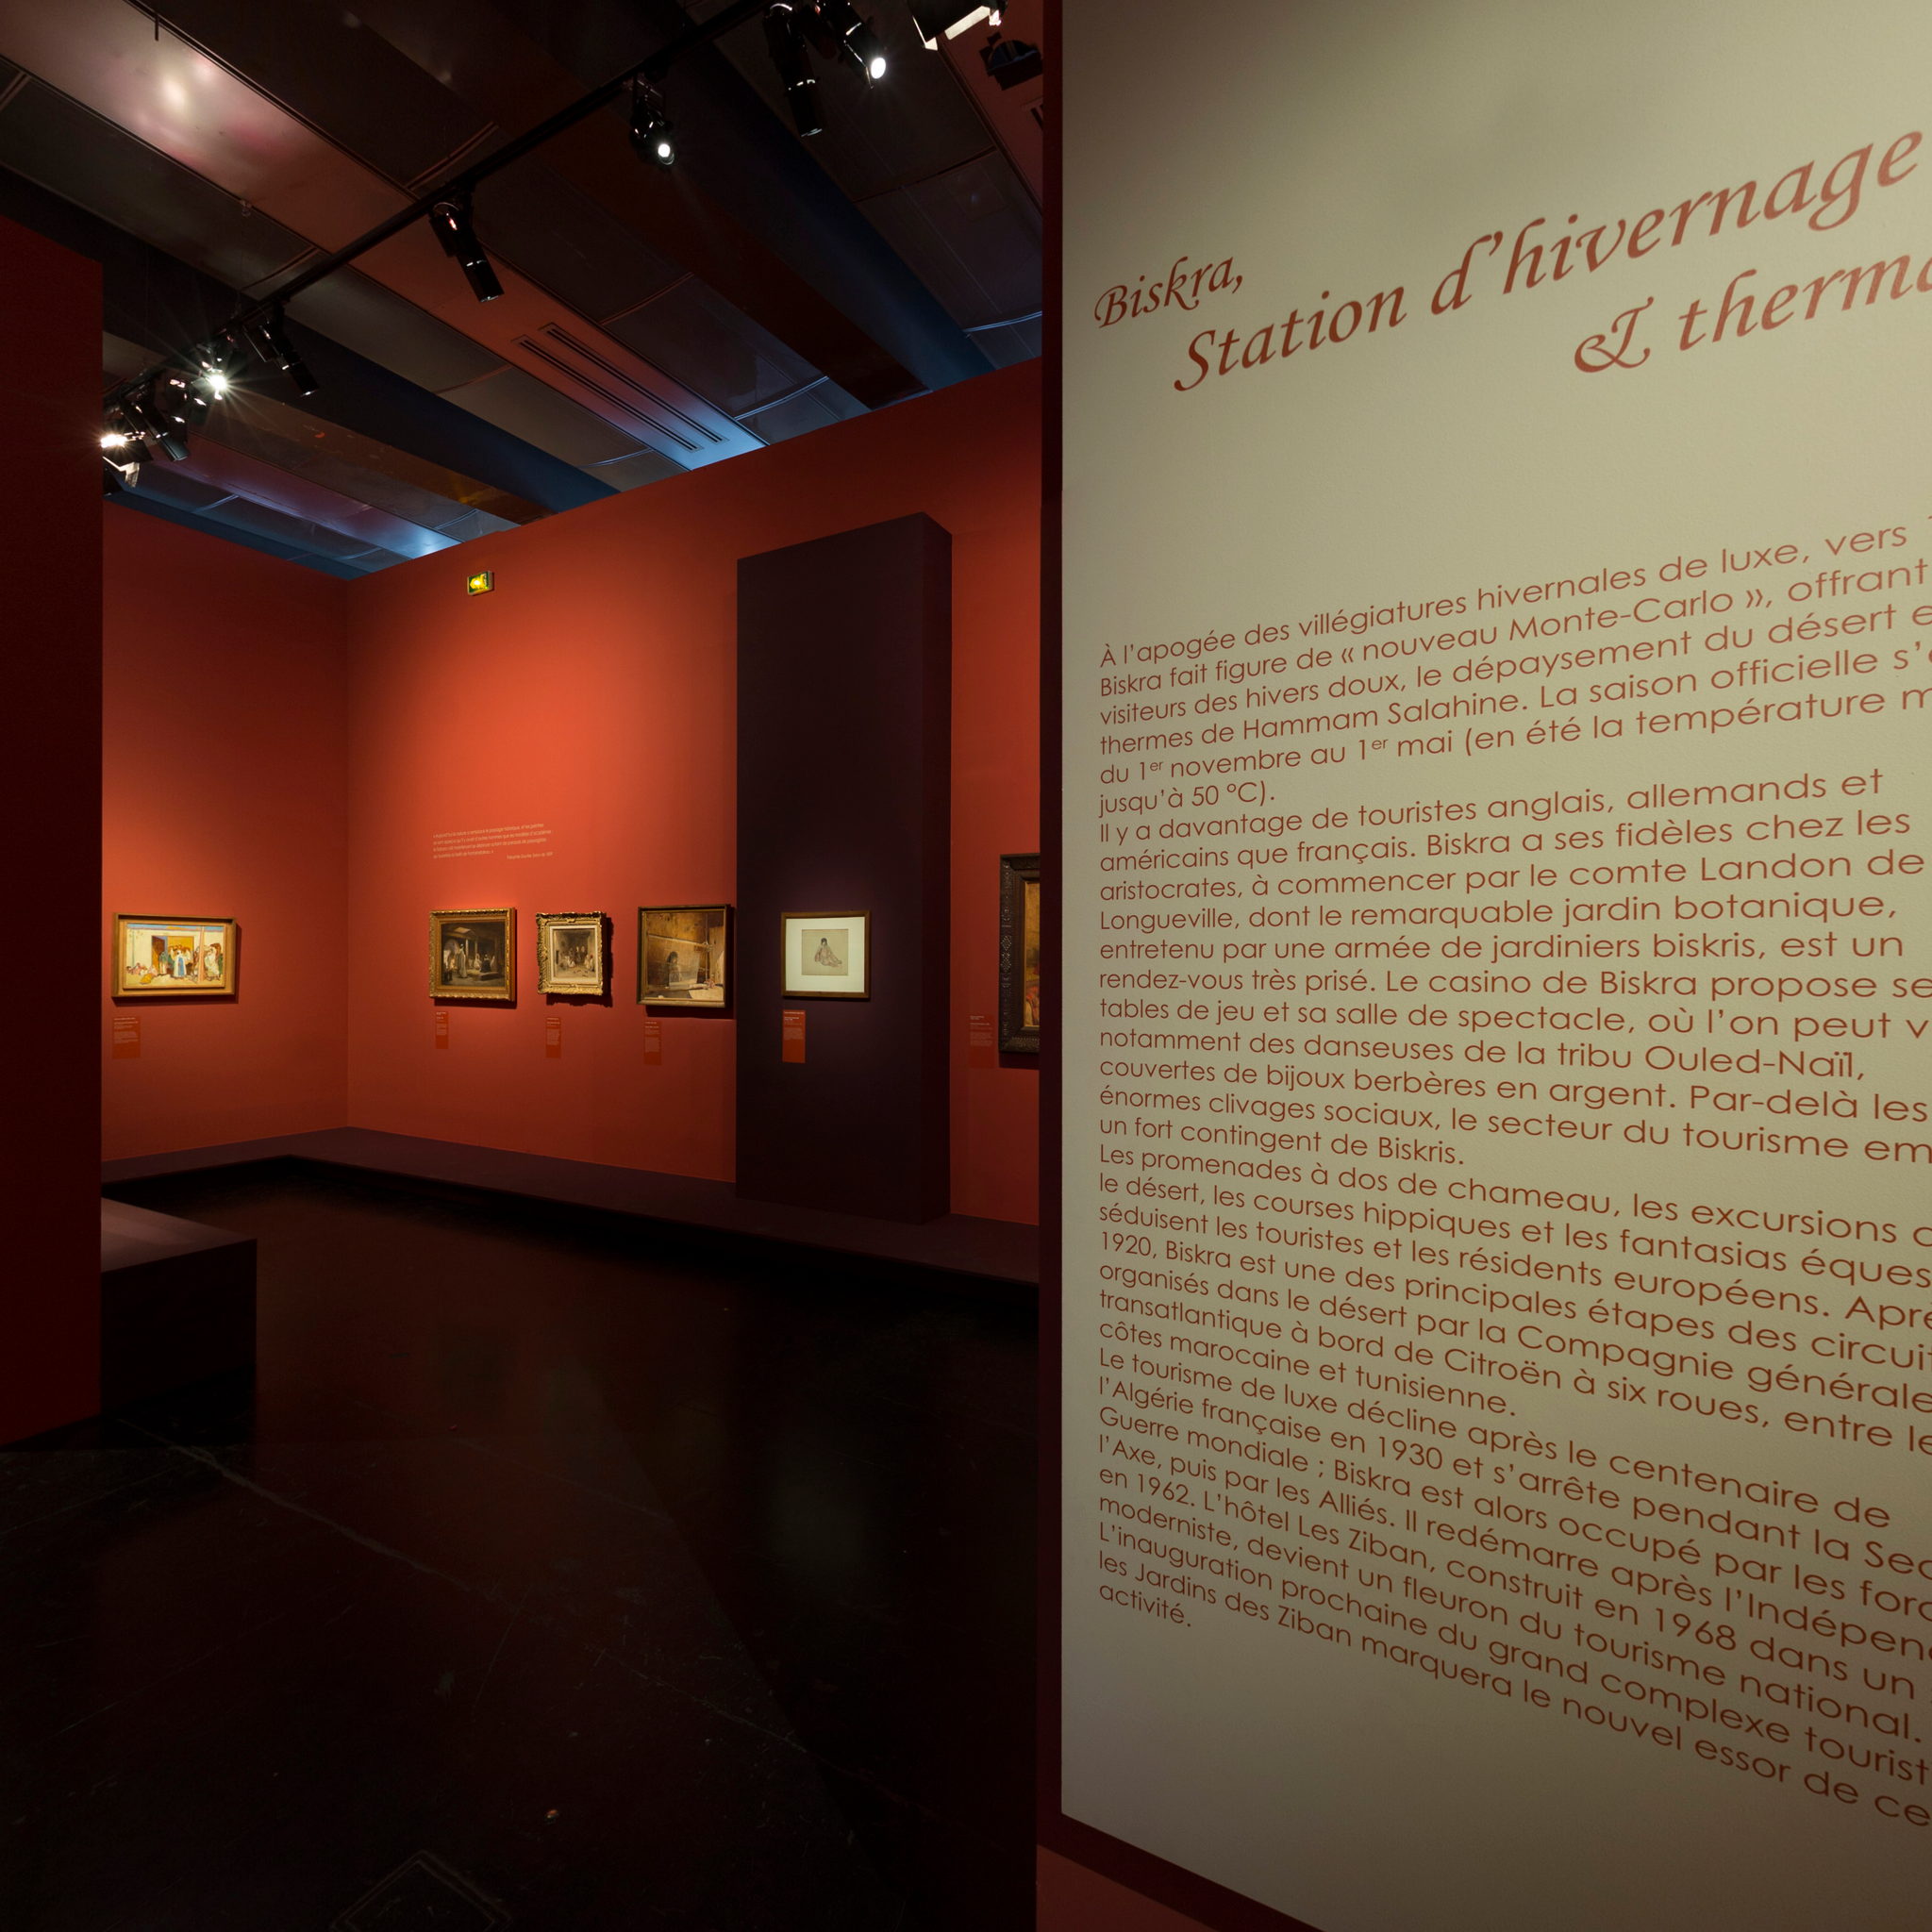 Biskra,
Station d'hivernage
&
À l'apogée des villégiatures hivernales de luxe, vers
Biskra fait figure de « nouveau Monte-Carlo », offrant
visiteurs des hivers doux, le dépaysement du désert
thermes de Hammam Salahine. La saison officielle
du 1er novembre au 1er mai (en été la température
jusqu'à 50 °C).
Il y a davantage de touristes anglais, allemands et
américains que français. Biskra a ses fidèles chez les
aristocrates, à commencer par le comte Landon de
Longueville, dont le remarquable jardin botanique,
entretenu par une armée de jardiniers biskris, est un
rendez-vous très prisé. Le casino de Biskra propose
tables de jeu et sa salle de spectacle, où l'on peut
notamment des danseuses de la tribu Ouled-Naïl,
couvertes de bijoux berbères en argent. Par-delà les
énormes clivages sociaux, le secteur du tourisme
un fort contingent de Biskris.
Les promenades à dos de chameau, les excursions
le désert, les courses hippiques et les fantasias
séduisent les touristes et les résidents européens.
1920, Biskra est une des principales étapes des
organisés dans le désert par la Compagnie générale
transatlantique à bord de Citroën à six roues, entre
côtes marocaine et tunisienne.
Le tourisme de luxe décline après le centenaire de
l'Algérie française en 1930 et s'arrête pendant la
Guerre mondiale ; Biskra est alors occupé par les
l'Axe, puis par les Alliés. Il redémarre après
en 1962. L'hôtel Les Ziban, construit en 1968 dans un
moderniste, devient un fleuron du tourisme national.
L'inauguration prochaine du grand complexe
les Jardins des Ziban marquera le nouvel essor de
activité.